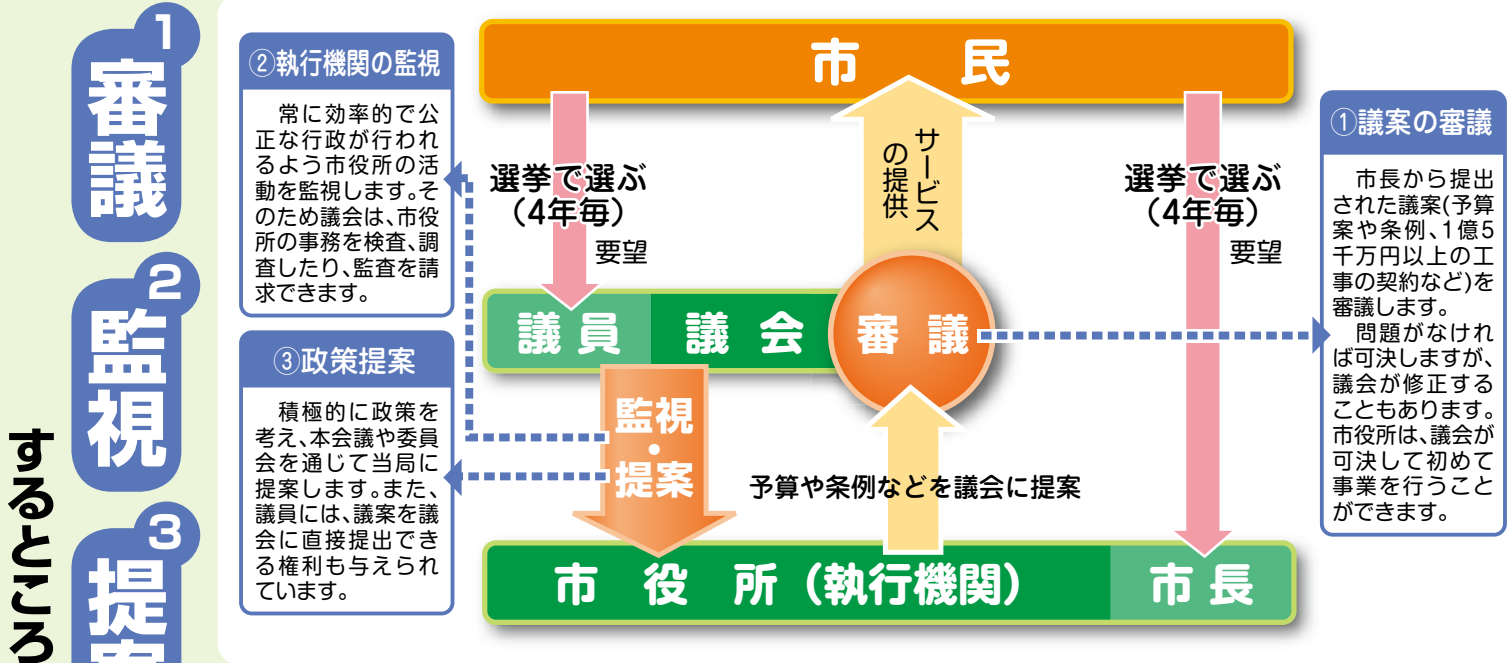 1
審議
2
監視
3
提案
するところ
②執行機関の監視
常に効率的で公
正な行政が行われ
るよう市役所の活
動を監視します。そ
のため議会は、市役
所の事務を検査、調
査したり、監査を請
求できます。
③政策提案
積極的に政策を
考え、本会議や委員
会を通じて当局に
提案します。また、
議員には、議案を議
会に直接提出でき
る権利も与えられ
ています。
市 民
選挙で選ぶ
（4年毎）
要望
サービス
の提供
選挙で選ぶ
（4年毎）
要望
議員 議会 審議
監視
・
提案
予算や条例などを議会に提案
市役所（執行機関） 市長
①議案の審議
市長から提出
された議案(予算
案や条例、1億5
千万円以上の工
事の契約など)を
審議します。
問題がなけれ
ば可決しますが、
議会が修正する
こともあります。
市役所は、議会が
可決して初めて
事業を行うこと
ができます。